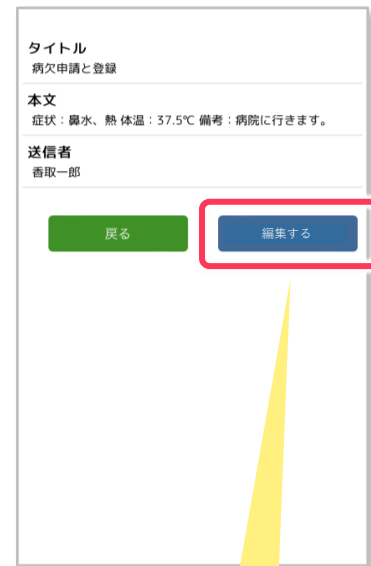 タイトル
病欠申請と登録
本文
症状：鼻水、熱 体温：37.5℃ 備考：病院に行きます。
送信者
香取一郎
戻る
編集する